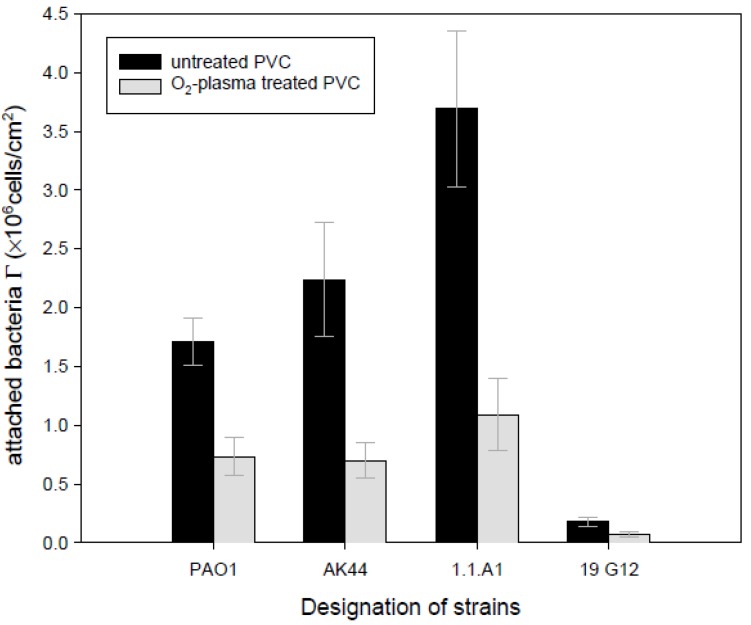 4.5
4.0
3.5
3.0
2.5
2.0
1.5
1.0
0.5
0.0
attached bacteria Γ (×10⁶cells/cm²)
untreated PVC
O₂-plasma treated PVC
PAO1 AK44 1.1.A1 19 G12
Designation of strains